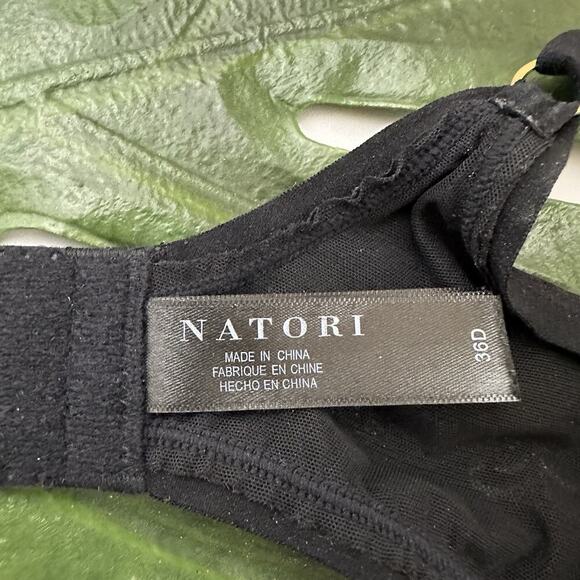 NATORI
MADE IN CHINA
FABRIQUE EN CHINE
HECHO EN CHINA
36D